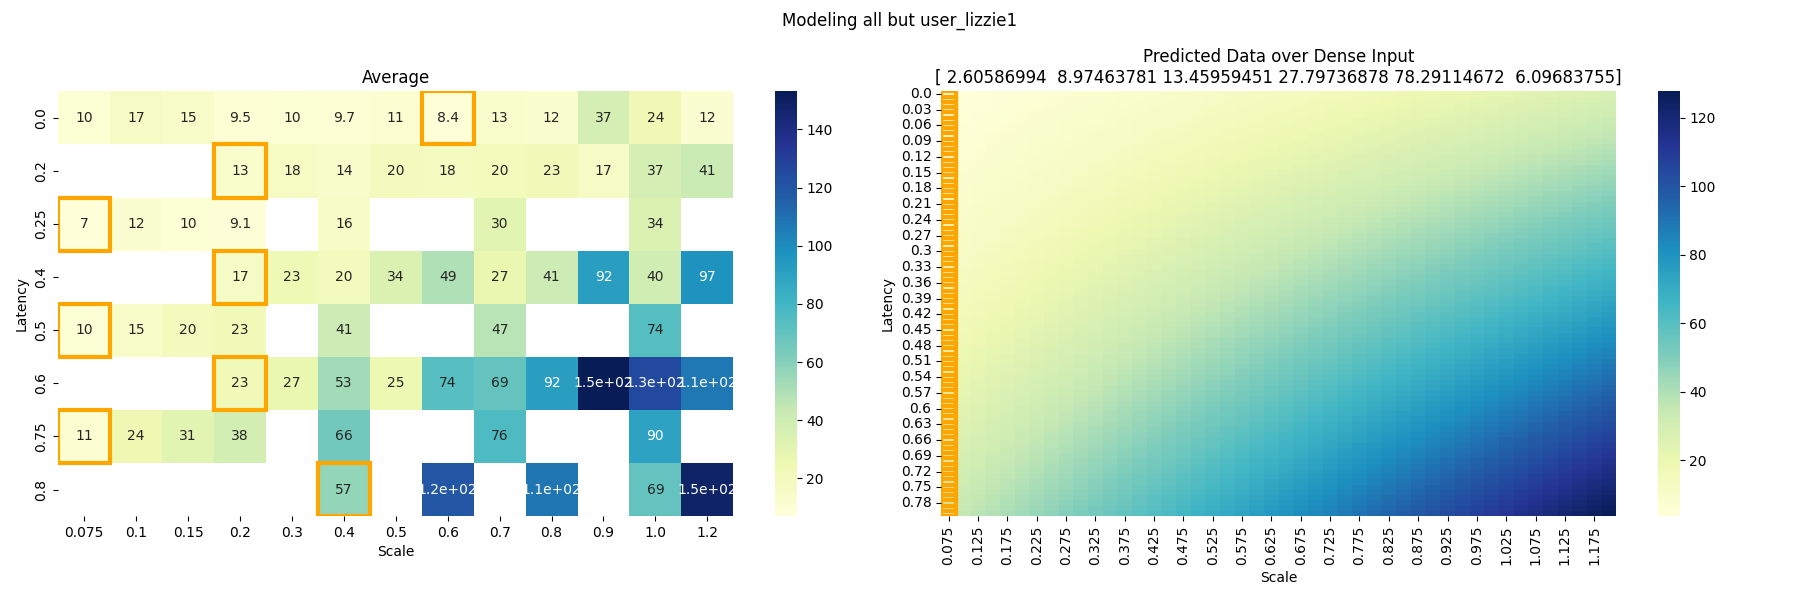 Modeling all but user_lizzie1
Average
0.0 10 17 15 9.5 10 9.7 11 8.4 13 12 37 24 12
0.2 13 18 14 20 18 20 23 17 37 41
0.25 7 12 10 9.1 16 30 34
0.4 17 23 20 34 49 27 41 92 40 97
0.5 10 15 20 23 41 47 74
0.6 23 27 53 25 74 69 92 1.5e+02 1.3e+02 1.1e+02
0.75 11 24 31 38 66 76 90
0.8 57 1.2e+02 1.1e+02 69 1.5e+02
0.075 0.1 0.15 0.2 0.3 0.4 0.5 0.6 0.7 0.8 0.9 1.0 1.2
Scale
Latency
140
120
100
80
60
40
20
Predicted Data over Dense Input
[ 2.60586994 8.97463781 13.45959451 27.79736878 78.29114672 6.09683755]
0.0
0.03
0.06
0.09
0.12
0.15
0.18
0.21
0.24
0.27
0.3
0.33
0.36
0.39
0.42
0.45
0.48
0.51
0.54
0.57
0.6
0.63
0.66
0.69
0.72
0.75
0.78
Latency
0.075 0.125 0.175 0.225 0.275 0.325 0.375 0.425 0.475 0.525 0.575 0.625 0.675 0.725 0.775 0.825 0.875 0.925 0.975 1.025 1.075 1.125 1.175
Scale
120
100
80
60
40
20